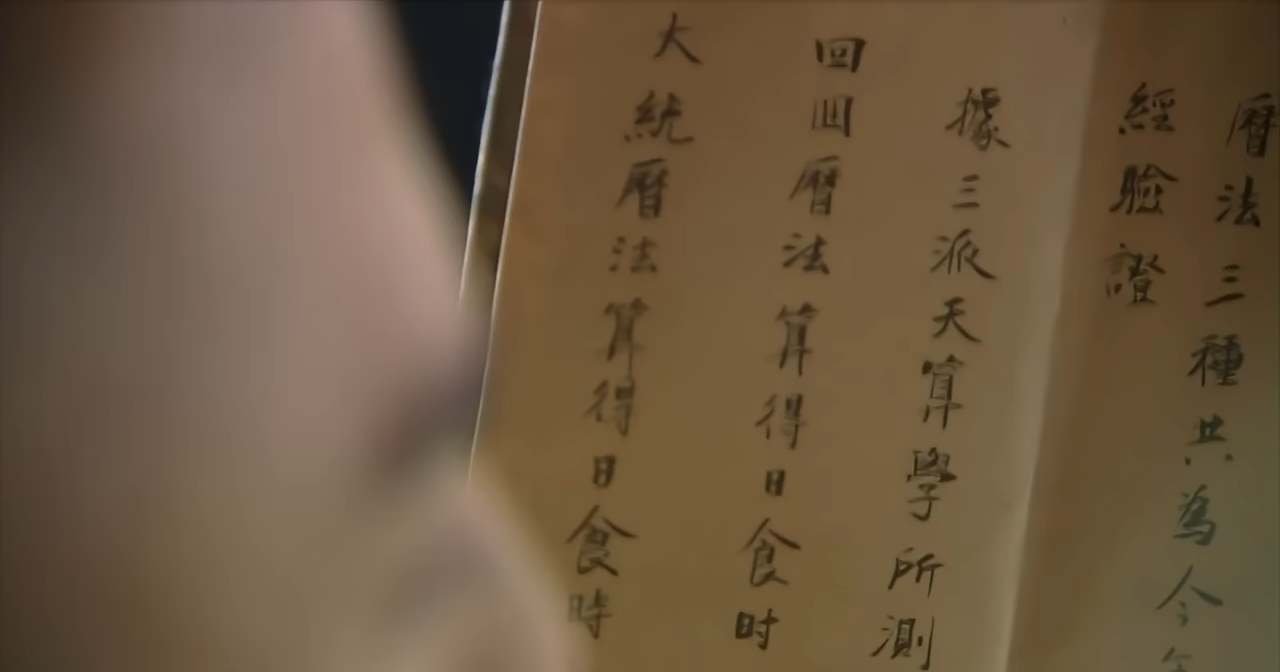 曆法三種共為今年
經驗證
據三派天算學所測
回回曆法算得日食时
大統曆法算得日食時